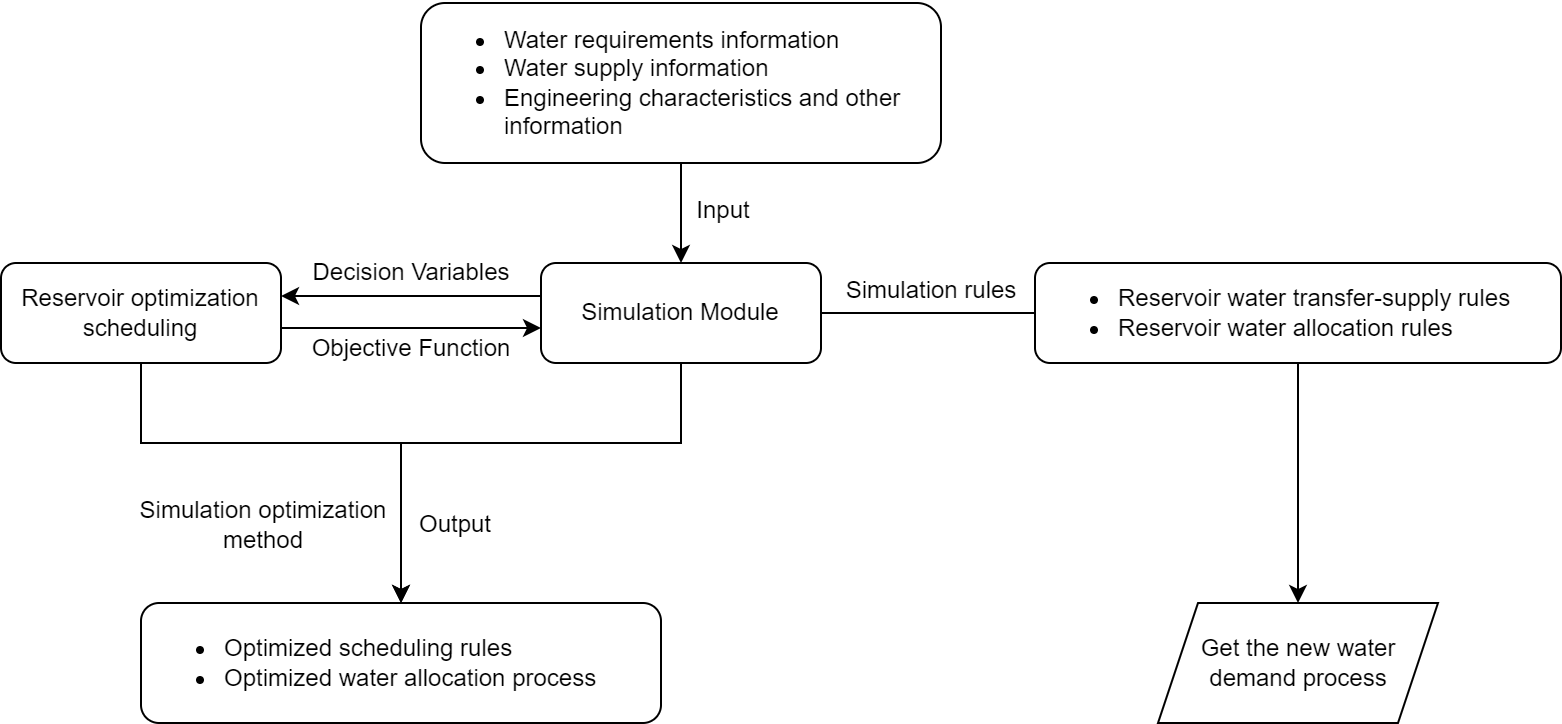 • Water requirements information
• Water supply information
• Engineering characteristics and other
information
Input
Decision Variables
Reservoir optimization
scheduling
Objective Function
Simulation Module
Simulation rules
• Reservoir water transfer-supply rules
• Reservoir water allocation rules
Simulation optimization
method
Output
• Optimized scheduling rules
• Optimized water allocation process
Get the new water
demand process